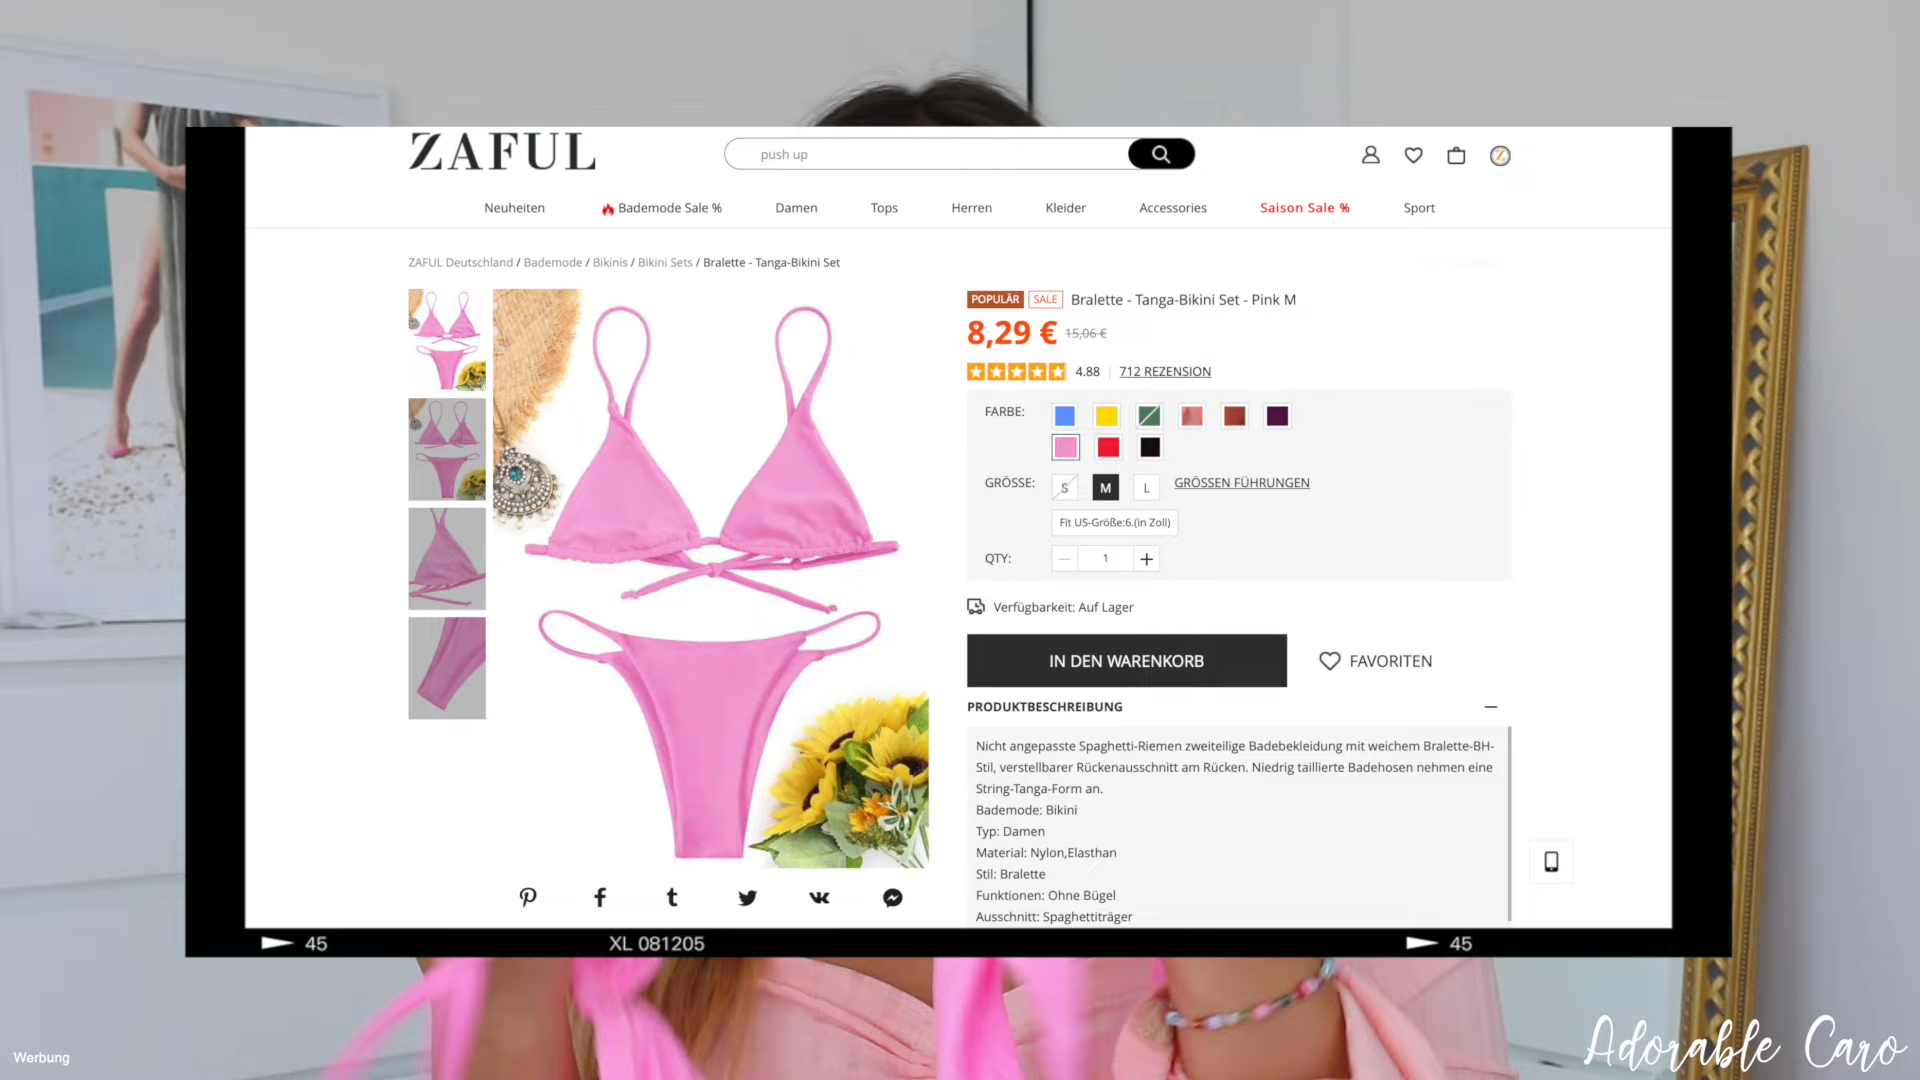 ZAFUL
push up
Neuheiten
Bademode Sale %
Damen
Tops
Herren
Kleider
Accessories
Saison Sale %
Sport
ZAFUL Deutschland / Bademode / Bikinis / Bikini Sets / Bralette - Tanga-Bikini Set
POPULÄR SALE Bralette - Tanga-Bikini Set - Pink M
8,29 € 15,06 €
4.88 712 REZENSION
FARBE:
GRÖSSE: S M L GRÖSSEN FÜHRUNGEN
Fit US-Größe:6.(in Zoll)
QTY: 1
Verfügbarkeit: Auf Lager
IN DEN WARENKORB
FAVORITEN
PRODUKTBESCHREIBUNG
Nicht angepasste Spaghetti-Riemen zweiteilige Badebekleidung mit weichem Bralette-BH-
Stil, verstellbarer Rückenausschnitt am Rücken. Niedrig taillierte Badehosen nehmen eine
String-Tanga-Form an.
Bademode: Bikini
Typ: Damen
Material: Nylon,Elasthan
Stil: Bralette
Funktionen: Ohne Bügel
Ausschnitt: Spaghettiträger
45
XL 081205
45
Werbung
Adorable Caro